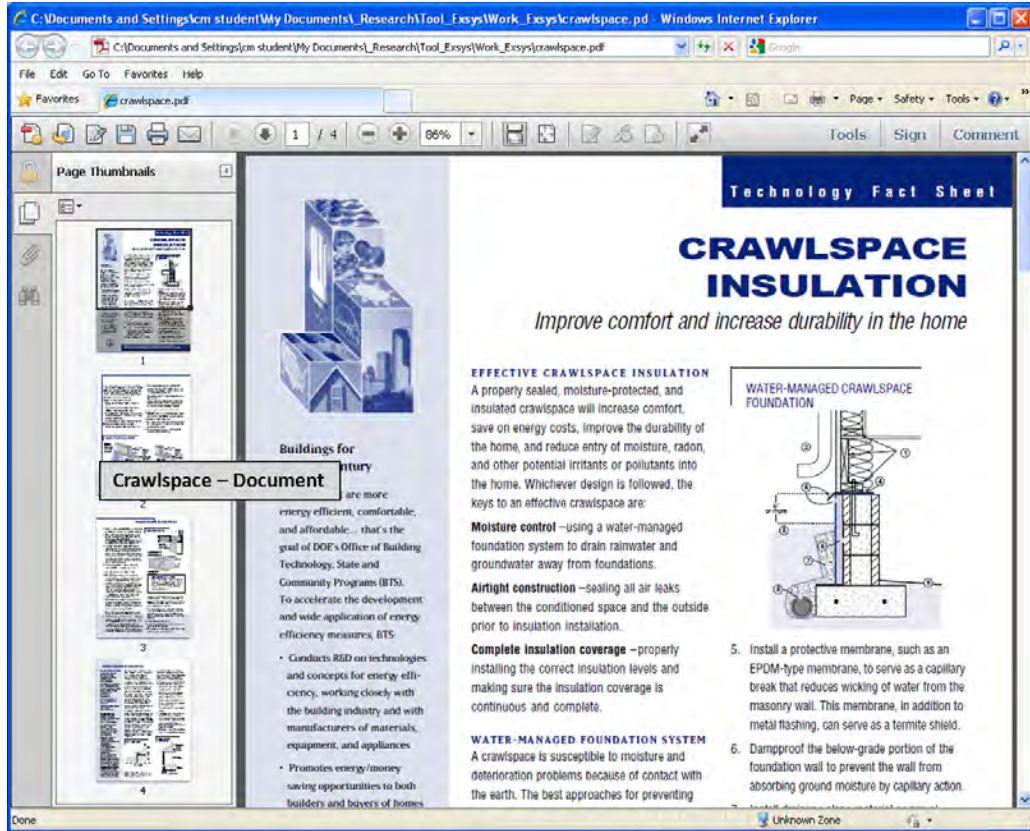 C:\Documents and Settings\cm student\My Documents\_Research\Tool_Exsys\Work_Exsys\crawlspace.pd - Windows Internet Explorer
C:\Documents and Settings\cm student\My Documents\_Research\Tool_Exsys\Work_Exsys\crawlspace.pdf
Google
File Edit Go To Favorites Help
Favorites crawlspace.pdf Page Safety Tools
1 / 4 86% Tools Sign Comment
Page Thumbnails
1
2
3
4
Crawlspace – Document
Technology Fact Sheet
CRAWLSPACE
INSULATION
Improve comfort and increase durability in the home
Buildings for
are more
energy efficient, comfortable,
and affordable... that's the
goal of DOE's Office of Building
Technology, State and
Community Programs (BTS).
To accelerate the development
and wide application of energy
efficiency measures, BTS
• Conducts R&D on technologies
and concepts for energy effi-
ciency, working closely with
the building industry and with
manufacturers of materials,
equipment, and appliances
• Promotes energy/money
saving opportunities to both
builders and buyers of homes
EFFECTIVE CRAWLSPACE INSULATION
A properly sealed, moisture-protected, and
insulated crawlspace will increase comfort,
save on energy costs, improve the durability of
the home, and reduce entry of moisture, radon,
and other potential irritants or pollutants into
the home. Whichever design is followed, the
keys to an effective crawlspace are:
Moisture control –using a water-managed
foundation system to drain rainwater and
groundwater away from foundations.
Airtight construction –sealing all air leaks
between the conditioned space and the outside
prior to insulation installation.
Complete insulation coverage –properly
installing the correct insulation levels and
making sure the insulation coverage is
continuous and complete.
WATER-MANAGED FOUNDATION SYSTEM
A crawlspace is susceptible to moisture and
deterioration problems because of contact with
the earth. The best approaches for preventing
WATER-MANAGED CRAWLSPACE
FOUNDATION
5. Install a protective membrane, such as an
EPDM-type membrane, to serve as a capillary
break that reduces wicking of water from the
masonry wall. This membrane, in addition to
metal flashing, can serve as a termite shield.
6. Dampproof the below-grade portion of the
foundation wall to prevent the wall from
absorbing ground moisture by capillary action.
Done Unknown Zone